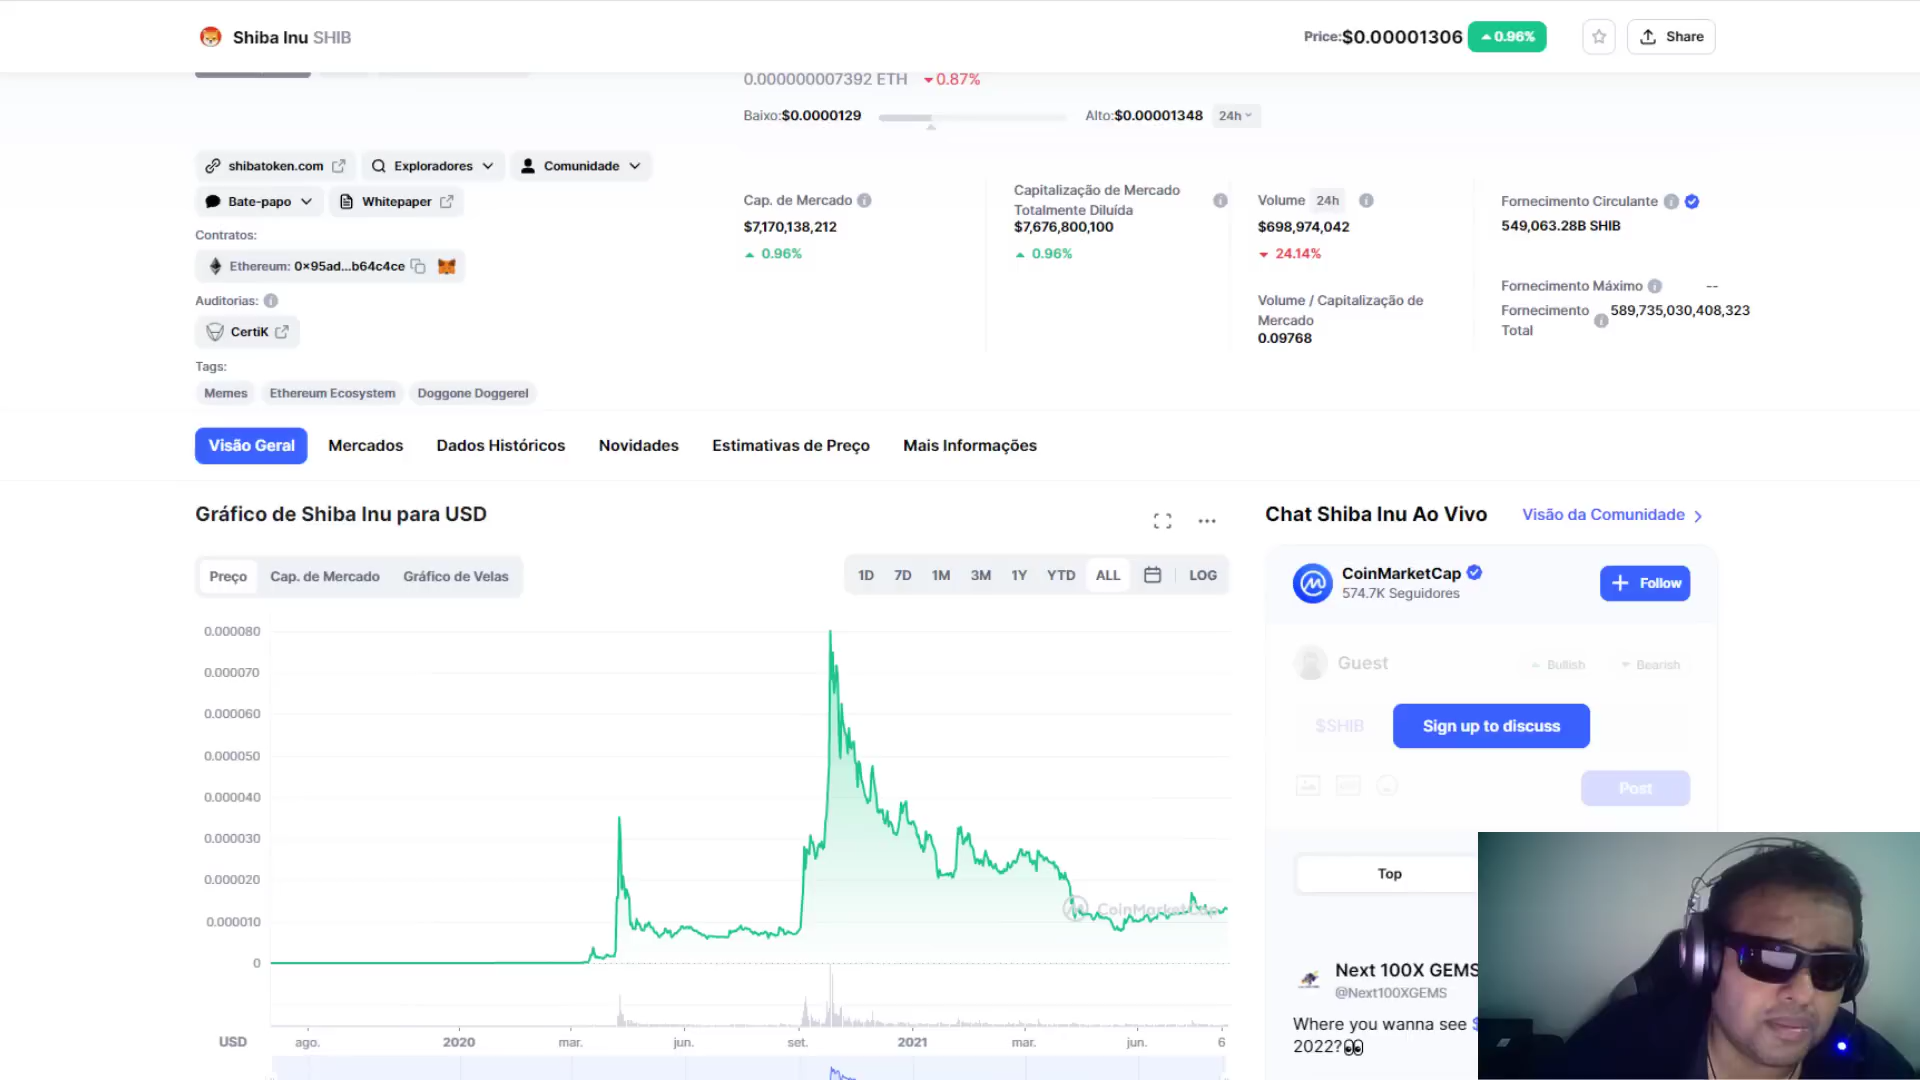 Shiba Inu SHIB
Price:$0.00001306 0.96%
Share
0.000000007392 ETH 0.87%
Baixo:$0.0000129
Alto:$0.00001348 24h
shibatoken.com Exploradores Comunidade
Bate-papo Whitepaper
Contratos:
Ethereum: 0x95ad...b64c4ce
Auditorias:
CertiK
Tags:
Memes Ethereum Ecosystem Doggone Doggerel
Cap. de Mercado
$7,170,138,212
0.96%
Capitalização de Mercado
Totalmente Diluída
$7,676,800,100
0.96%
Volume 24h
$698,974,042
24.14%
Volume / Capitalização de
Mercado
0.09768
Fornecimento Circulante
549,063.28B SHIB
Fornecimento Máximo --
Fornecimento
Total
589,735,030,408,323
Visão Geral Mercados Dados Históricos Novidades Estimativas de Preço Mais Informações
Gráfico de Shiba Inu para USD
Preço Cap. de Mercado Gráfico de Velas
1D 7D 1M 3M 1Y YTD ALL LOG
0.000080
0.000070
0.000060
0.000050
0.000040
0.000030
0.000020
0.000010
0
CoinMarketCap
USD ago. 2020 mar. jun. set. 2021 mar. jun. 6
Chat Shiba Inu Ao Vivo
Visão da Comunidade
CoinMarketCap
574.7K Seguidores
Follow
Guest
Bullish Bearish
$SHIB
Sign up to discuss
Post
Top
Next 100X GEMS
@Next100XGEMS
Where you wanna see $
2022?👀